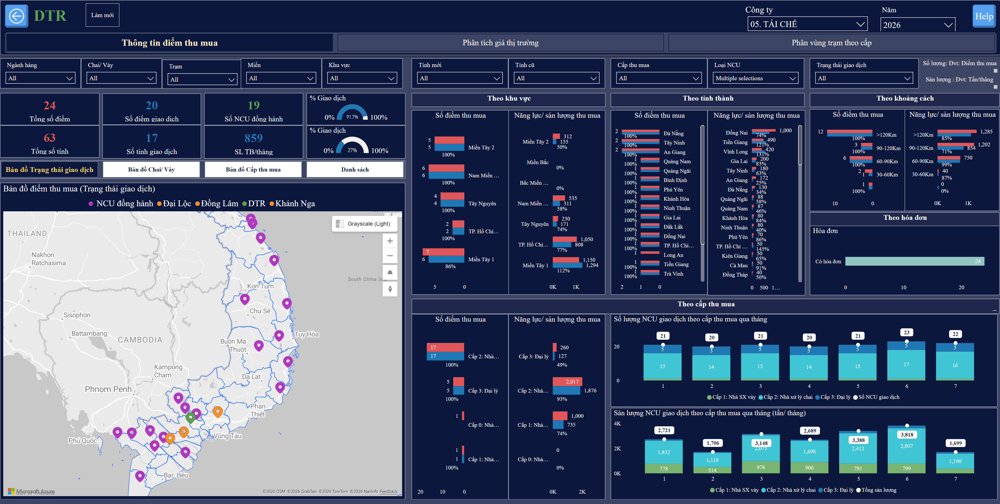 DTR
Làm mới
Công ty
05. TÁI CHẾ
Năm
2026
Help
Thông tin điểm thu mua
Phân tích giá thị trường
Phân vùng trạm theo cấp
Ngành hàng
All
Chai/ Vảy
All
Trạm
All
Miền
All
Khu vực
All
Tỉnh mới
All
Tỉnh cũ
All
Cấp thu mua
All
Loại NCU
Multiple selections
Trạng thái giao dịch
All
Số lượng: Đvt: Điểm thu mua
Sản lượng : Đvt: Tấn/tháng
24
Tổng số điểm
20
Số điểm giao dịch
19
Số NCU đồng hành
% Giao dịch
0%
91.7%
100%
63
Tổng số tỉnh
17
Số tỉnh giao dịch
859
SL TB/tháng
% Giao dịch
0%
27%
100%
Bản đồ Trạng thái giao dịch
Bản đồ Chai/ Vảy
Bản đồ Cấp thu mua
Danh sách
Bản đồ điểm thu mua (Trạng thái giao dịch)
NCU đồng hành
Đại Lộc
Đồng Lâm
DTR
Khánh Nga
Grayscale (Light)
THAILAND
Nakhon
Ratchasima
South China Sea
Kon Tum
Chư Sê
Sisophon
Battambang
CAMBODIA
Tuy Hòa
Buôn Ma
Thuột
Kampong
Cham
Da Lat
Phnom Penh
Phan
Thiết
Vũng Tàu
Phú Quốc
Bạc Liêu
Microsoft Azure
Gulf of Thailand
©2026 OSM ©2026 GrabTaxi ©2026 TomTom ©2026 NavInfo Feedback
Theo khu vực
Số điểm thu mua
5
5
Miền Tây 2
100%
6
6
Nam Miền ...
100%
4
4
Tây Nguyên
100%
2
2
TP. Hồ Chí...
100%
7
6
Miền Tây 1
86%
5
0
Năng lực/ sản lượng thu mua
Miền Tây 2
312
155
50%
Miền Bắc
0%
Bắc Miền ...
0%
Nam Miền ...
535
311
58%
Tây Nguyên
230
171
74%
TP. Hồ Chí...
1,050
808
77%
Miền Tây 1
1,150
1,294
112%
0K
1K
Theo tỉnh thành
Số điểm thu mua
2
100%
Đà Nẵng
2
100%
Tây Ninh
2
100%
An Giang
1
100%
Quảng Nam
1
100%
Quảng Ngãi
1
100%
Bình Định
1
100%
Phú Yên
1
100%
Khánh Hòa
1
100%
Ninh Thuận
1
100%
Gia Lai
1
100%
Đắk Lắk
1
100%
Đồng Nai
1
100%
TP. Hồ Chí...
1
Long An
1
100%
Tiền Giang
1
100%
Trà Vinh
2
1
0
Năng lực/ sản lượng thu mua
Đồng Nai
1,000
74%
Tiền Giang
490
121%
Vĩnh Long
420
131%
Gia Lai
200
83%
Tây Ninh
180
63%
An Giang
172
25%
Đà Nẵng
130
34%
Quảng Ngãi
88
58%
Quảng Nam
87
46%
Khánh Hòa
80
84%
Ninh Thuận
80
40%
Phú Yên
70
86%
TP. Hồ Chí ...
50
145%
Kiên Giang
50
65%
Cà Mau
50
91%
Đồng Tháp
40
50%
0
500
1...
Theo khoảng cách
Số điểm thu mua
12
>120Km
100%
3
90-120Km
100%
6
60-90Km
100%
2
1
30-60Km
1
100%
10
0
Năng lực/ sản lượng thu mua
>120Km
1,285
85%
90-120Km
1,202
854
71%
60-90Km
750
99%
30-60Km
40
87%
0
0%
0K
1K
Theo hóa đơn
Hóa đơn
Có hóa đơn
24
0
10
20
Theo cấp thu mua
Số điểm thu mua
17
17
Cấp 2: Nhà...
100%
5
5
Cấp 3: Đại lý
100%
1
Cấp 0: Nhà...
1
1
Cấp 1: Nhà...
100%
20
10
0
Năng lực/ sản lượng thu mua
Cấp 3: Đại lý
260
127
49%
Cấp 2: Nhà...
2,017
1,876
93%
Cấp 1: Nhà...
1,000
735
74%
0
Cấp 0: Nhà...
0%
0K
2K
Số lượng NCU giao dịch theo cấp thu mua qua tháng
21
20
21
20
21
23
22
20
5
5
5
5
5
5
5
15
14
15
14
15
17
16
0
1
2
3
4
5
6
7
Cấp 1: Nhà SX vảy
Cấp 2: Nhà xử lý chai
Cấp 3: Đại lý
Số NCU giao dịch
Sản lượng NCU giao dịch theo cấp thu mua qua tháng (tấn/ tháng)
4K
2,721
1,706
3,148
2,689
3,388
3,818
1,699
2K
1,832
1,118
2,075
1,698
2,412
2,807
1,190
778
514
976
906
791
799
0K
1
2
3
4
5
6
7
Cấp 1: Nhà SX vảy
Cấp 2: Nhà xử lý chai
Cấp 3: Đại lý
Tổng sản lượng